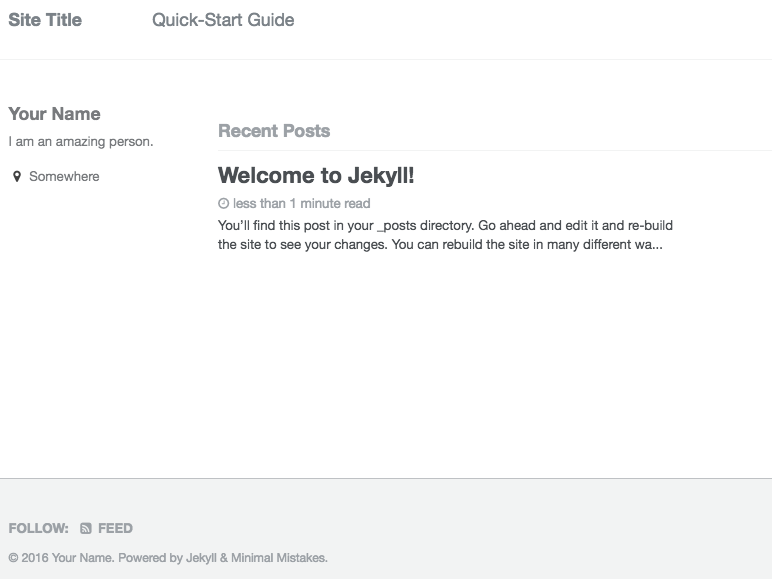 Site Title
Quick-Start Guide
Your Name
I am an amazing person.
Somewhere
Recent Posts
Welcome to Jekyll!
less than 1 minute read
You’ll find this post in your _posts directory. Go ahead and edit it and re-build
the site to see your changes. You can rebuild the site in many different wa...
FOLLOW: FEED
© 2016 Your Name. Powered by Jekyll & Minimal Mistakes.